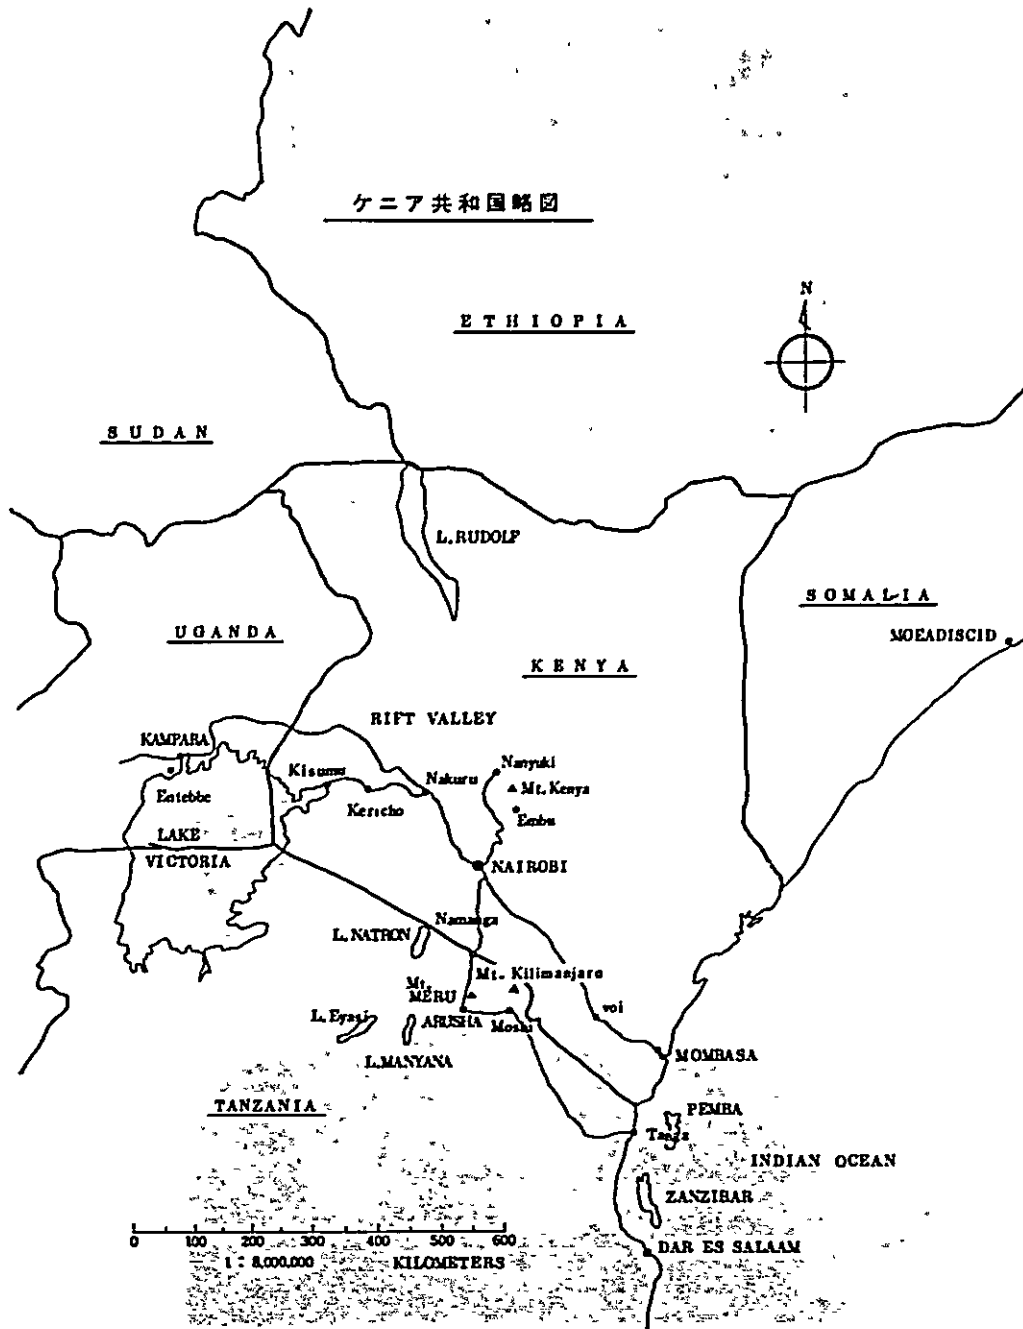 ケニア共和国略図
N
ETHIOPIA
SUDAN
L.RUDOLF
SOMALIA
UGANDA
MOEADISCID
KENYA
RIFT VALLEY
KAMPARA
Kisumu
Nakuru
Nanyuki
Mt.Kenya
Entebbe
Kericho
Embu
LAKE
VICTORIA
NAIROBI
Namanga
L.NATRON
Mt. Kilimanjaro
Mt.
MERU
L.Eyasi
ARUSHA
Moshi
voi
L.MANYANA
MOMBASA
TANZANIA
PEMBA
Tanga
INDIAN OCEAN
ZANZIBAR
DAR ES SALAAM
0 100 200 300 400 500 600
1 : 8,000,000 KILOMETERS